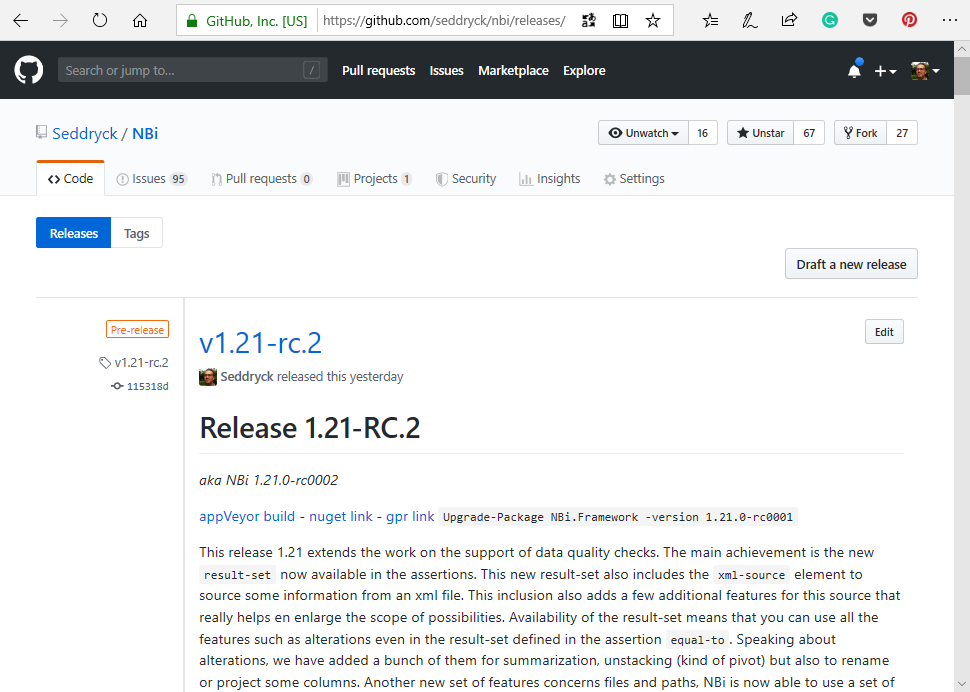 GitHub, Inc. [US] https://github.com/seddryck/nbi/releases/
Search or jump to... / Pull requests Issues Marketplace Explore
Seddryck / NBi Unwatch 16 Unstar 67 Fork 27
Code Issues 95 Pull requests 0 Projects 1 Security Insights Settings
Releases Tags
Draft a new release
Pre-release
v1.21-rc.2
115318d
v1.21-rc.2 Edit
Seddryck released this yesterday
Release 1.21-RC.2
aka NBi 1.21.0-rc0002
appVeyor build - nuget link - gpr link Upgrade-Package NBi.Framework -version 1.21.0-rc0001
This release 1.21 extends the work on the support of data quality checks. The main achievement is the new
result-set now available in the assertions. This new result-set also includes the xml-source element to
source some information from an xml file. This inclusion also adds a few additional features for this source that
really helps en enlarge the scope of possibilities. Availability of the result-set means that you can use all the
features such as alterations even in the result-set defined in the assertion equal-to . Speaking about
alterations, we have added a bunch of them for summarization, unstacking (kind of pivot) but also to rename
or project some columns. Another new set of features concerns files and paths, NBi is now able to use a set of